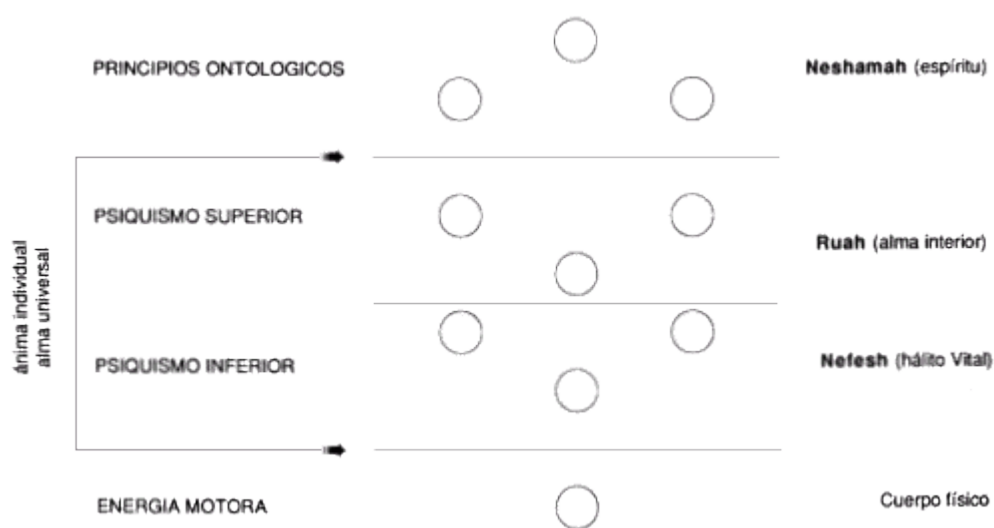 PRINCIPIOS ONTOLOGICOS
Neshamah (espíritu)
PSIQUISMO SUPERIOR
Ruah (alma interior)
ánima individual
alma universal
PSIQUISMO INFERIOR
Nefesh (hálito Vital)
ENERGIA MOTORA
Cuerpo físico